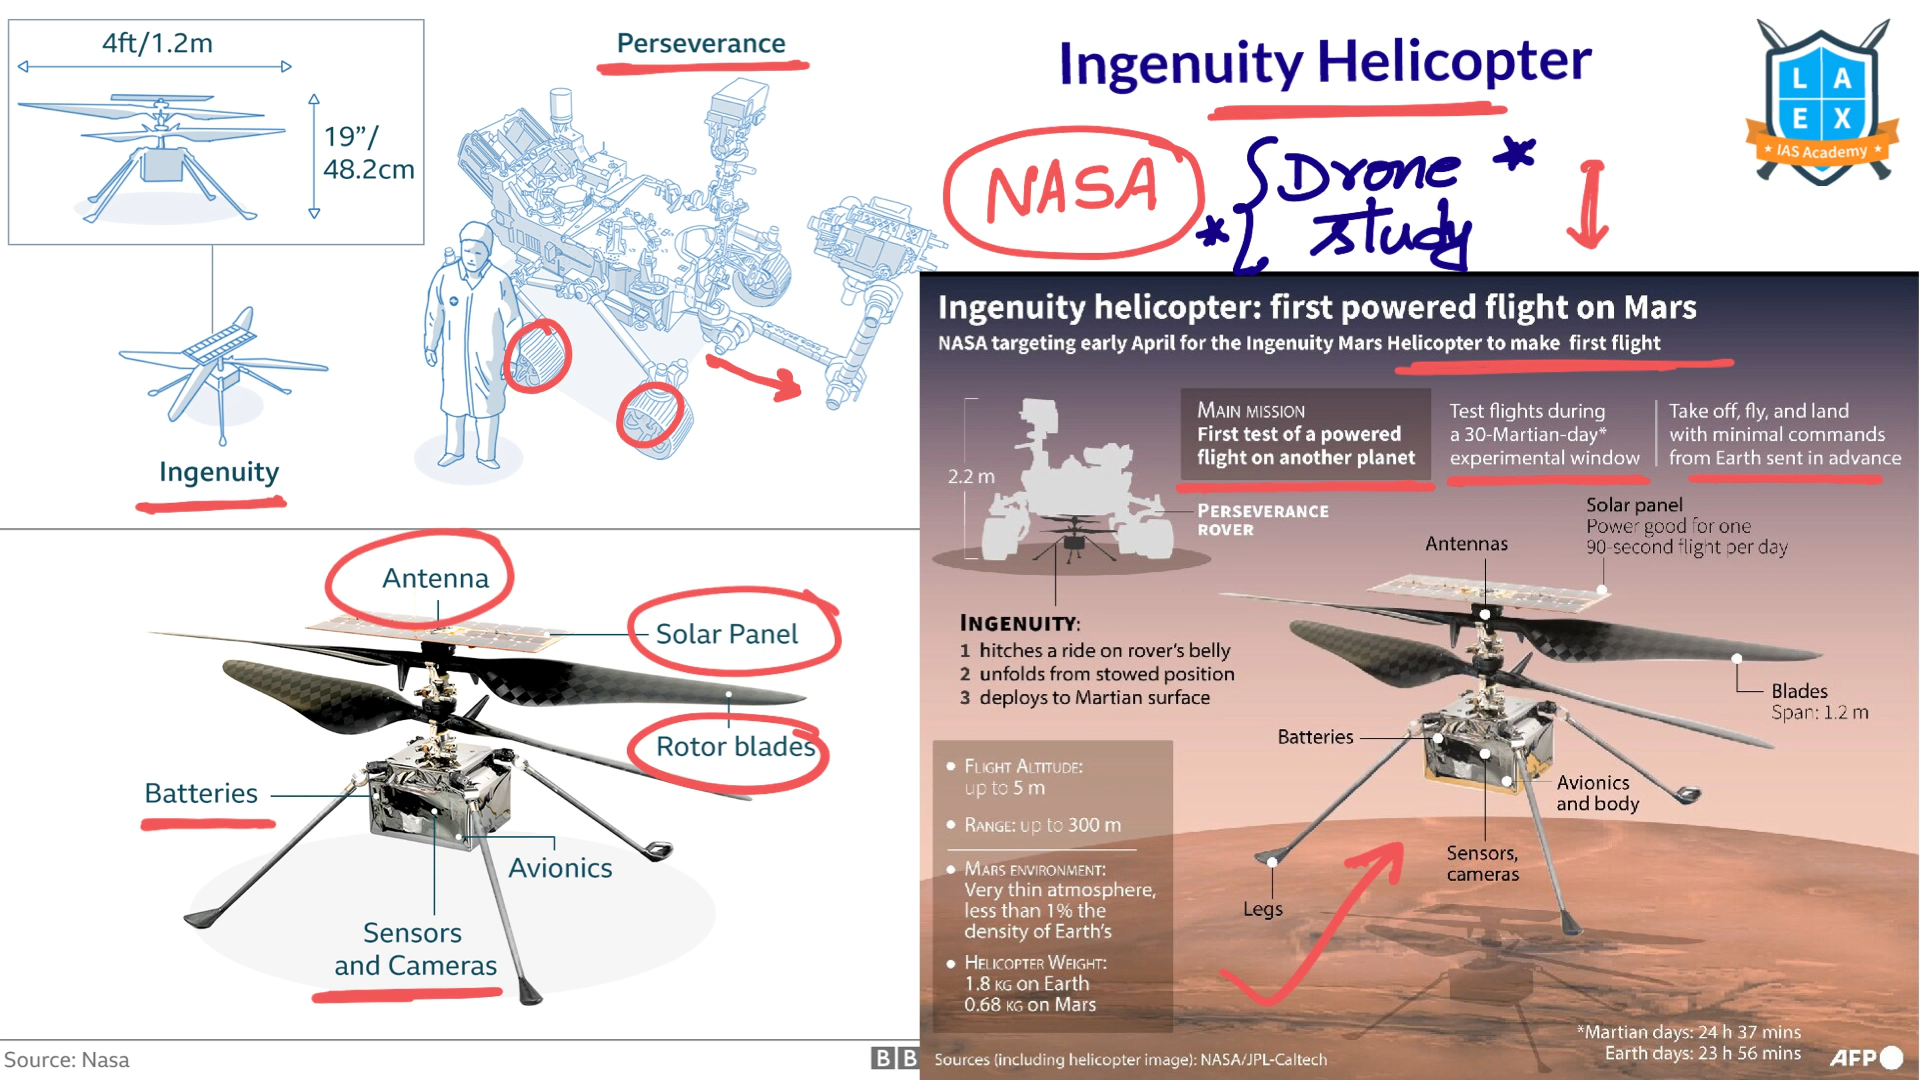 4ft/1.2m
19”/
48.2cm
Perseverance
Ingenuity
Ingenuity Helicopter
NASA
Drone
study
L A
E X
IAS Academy
Antenna
Solar Panel
Rotor blades
Batteries
Avionics
Sensors
and Cameras
Source: Nasa
BB
Ingenuity helicopter: first powered flight on Mars
NASA targeting early April for the Ingenuity Mars Helicopter to make first flight
2.2 m
MAIN MISSION
First test of a powered
flight on another planet
Test flights during
a 30-Martian-day*
experimental window
Take off, fly, and land
with minimal commands
from Earth sent in advance
PERSEVERANCE
ROVER
Solar panel
Power good for one
90-second flight per day
Antennas
INGENUITY:
1 hitches a ride on rover's belly
2 unfolds from stowed position
3 deploys to Martian surface
Blades
Span: 1.2 m
Batteries
Avionics
and body
Sensors,
cameras
Legs
• FLIGHT ALTITUDE:
up to 5 m
• RANGE: up to 300 m
• MARS ENVIRONMENT:
Very thin atmosphere,
less than 1% the
density of Earth's
• HELICOPTER WEIGHT:
1.8 KG on Earth
0.68 KG on Mars
*Martian days: 24 h 37 mins
Earth days: 23 h 56 mins
Sources (including helicopter image): NASA/JPL-Caltech
AFP